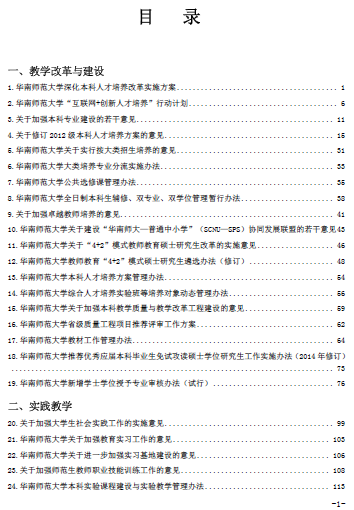 目 录
一、教学改革与建设
1.华南师范大学深化本科人才培养改革实施方案 1
2.华南师范大学“互联网+创新人才培养”行动计划 6
3.关于加强本科专业建设的若干意见 11
4.关于修订2012级本科人才培养方案的意见 15
5.华南师范大学关于实行按大类招生培养的意见 31
6.华南师范大学大类培养专业分流实施办法 33
7.华南师范大学公共选修课管理办法 35
8.华南师范大学全日制本科生辅修、双专业、双学位管理暂行办法 38
9.关于加强卓越教师培养的意见 41
10.华南师范大学关于建设“华南师大—普通中小学”（SCNU—SPS）协同发展联盟的若干意见43
11.华南师范大学关于“4+2”模式教师教育硕士研究生改革的实施意见 46
12.华南师范大学教师教育“4+2”模式硕士研究生遴选办法（修订） 48
13.华南师范大学本科人才培养方案管理办法 54
14.华南师范大学综合人才培养实验班等培养对象动态管理办法 56
15.华南师范大学关于加强本科教学质量与教学改革工程建设的意见 59
16.华南师范大学省级质量工程项目推荐评审工作方案 62
17.华南师范大学教材工作管理办法 64
18.华南师范大学推荐优秀应届本科毕业生免试攻读硕士学位研究生工作实施办法（2014年修订）
73
19.华南师范大学新增学士学位授予专业审核办法（试行） 76
二、实践教学
20.关于加强大学生社会实践工作的实施意见 99
21.华南师范大学关于加强教育实习工作的意见 103
22.华南师范大学关于进一步加强实习基地建设的意见 106
23.关于加强师范生教师职业技能训练工作的意见 108
24.华南师范大学本科实验课程建设与实验教学管理办法 113
-1-